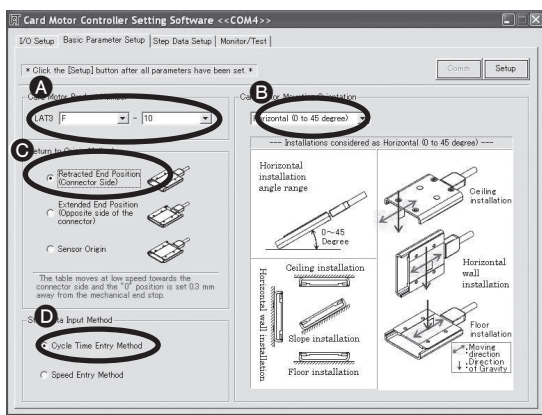 Card Motor Controller Setting Software <<COM4>>
I/O Setup Basic Parameter Setup Step Data Setup Monitor/Test
* Click the [Setup] button after all parameters have been set. *
Comm Setup
A
B
LAT3 F - 10
Horizontal (0 to 45 degree)
--- Installations considered as Horizontal (0 to 45 degree) ---
C
Retracted End Position
(Connector Side)
Extended End Position
(Opposite side of the
connector)
Sensor Origin
The table moves at low speed towards the
connector side and the "0" position is set 0.3 mm
away from the mechanical end stop.
D
Input Method
Cycle Time Entry Method
Speed Entry Method
Horizontal
installation
angle range
0~45
Degree
Ceiling installation
Horizontal wall installation
Slope installation
Floor installation
Ceiling
installation
Horizontal
wall
installation
Floor
installation
Moving
direction
Direction
of Gravity